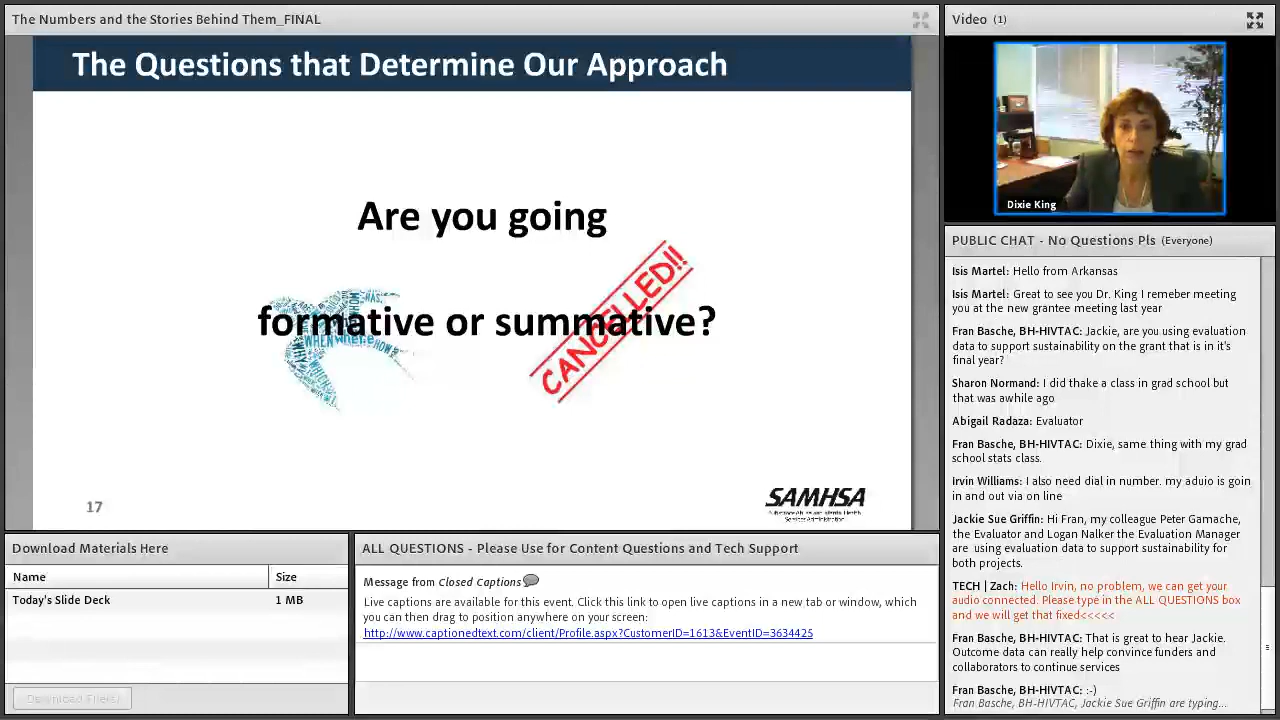 The Numbers and the Stories Behind Them_FINAL
The Questions that Determine Our Approach
Are you going
formative or summative?
CANCELLED!!
WHEN where HOW
WHY
17
SAMHSA
Video (1)
Dixie King
PUBLIC CHAT - No Questions Pls (Everyone)
Isis Martel: Hello from Arkansas
Isis Martel: Great to see you Dr. King I remeber meeting
you at the new grantee meeting last year
Fran Basche, BH-HIVTAC: Jackie, are you using evaluation
data to support sustainability on the grant that is in it's
final year?
Sharon Normand: I did thake a class in grad school but
that was awhile ago
Abigail Radaza: Evaluator
Fran Basche, BH-HIVTAC: Dixie, same thing with my grad
school stats class.
Irvin Williams: I also need dial in number. my aduio is goin
in and out via on line
Jackie Sue Griffin: Hi Fran, my colleague Peter Gamache,
the Evaluator and Logan Nalker the Evaluation Manager
are using evaluation data to support sustainability for
both projects.
TECH | Zach: Hello Irvin, no problem, we can get your
audio connected. Please type in the ALL QUESTIONS box
and we will get that fixed<<<<<
Fran Basche, BH-HIVTAC: That is great to hear Jackie.
Outcome data can really help convince funders and
collaborators to continue services
Fran Basche, BH-HIVTAC: :-)
Fran Basche, BH-HIVTAC, Jackie Sue Griffin are typing...
Download Materials Here
Name Size
Today's Slide Deck 1 MB
Download File(s)
ALL QUESTIONS - Please Use for Content Questions and Tech Support
Message from Closed Captions
Live captions are available for this event. Click this link to open live captions in a new tab or window, which
you can then drag to position anywhere on your screen:
http://www.captionedtext.com/client/Profile.aspx?CustomerID=1613&EventID=3634425